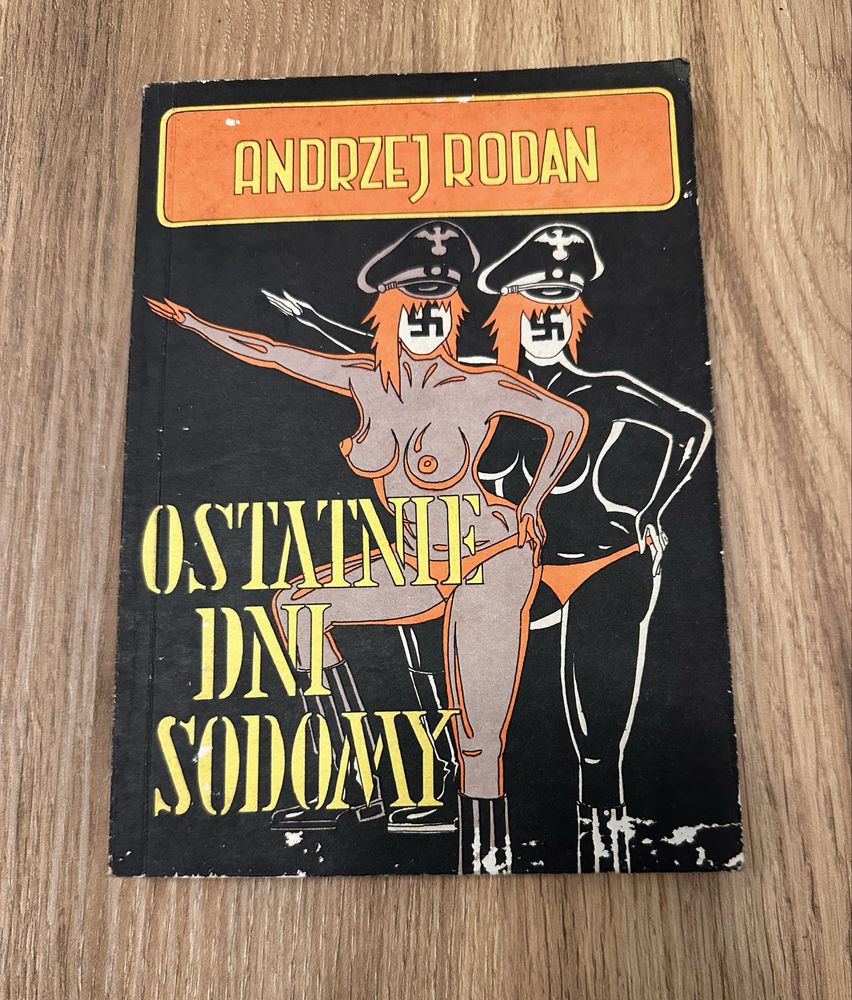 ANDRZEJ RODAN
OSTATNIE
DNI
SODOMY